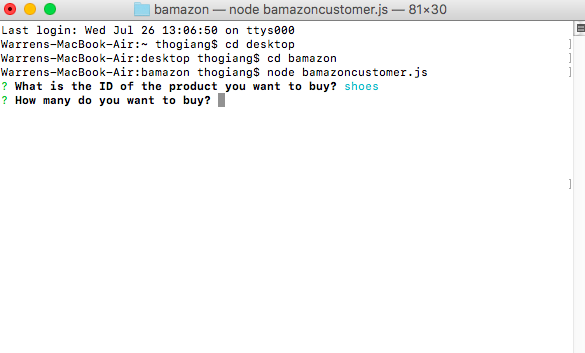 bamazon — node bamazoncustomer.js — 81×30
Last login: Wed Jul 26 13:06:50 on ttys000
Warrens-MacBook-Air:~ thogiang$ cd desktop ]
Warrens-MacBook-Air:desktop thogiang$ cd bamazon ]
Warrens-MacBook-Air:bamazon thogiang$ node bamazoncustomer.js ]
? What is the ID of the product you want to buy? shoes
? How many do you want to buy?
]